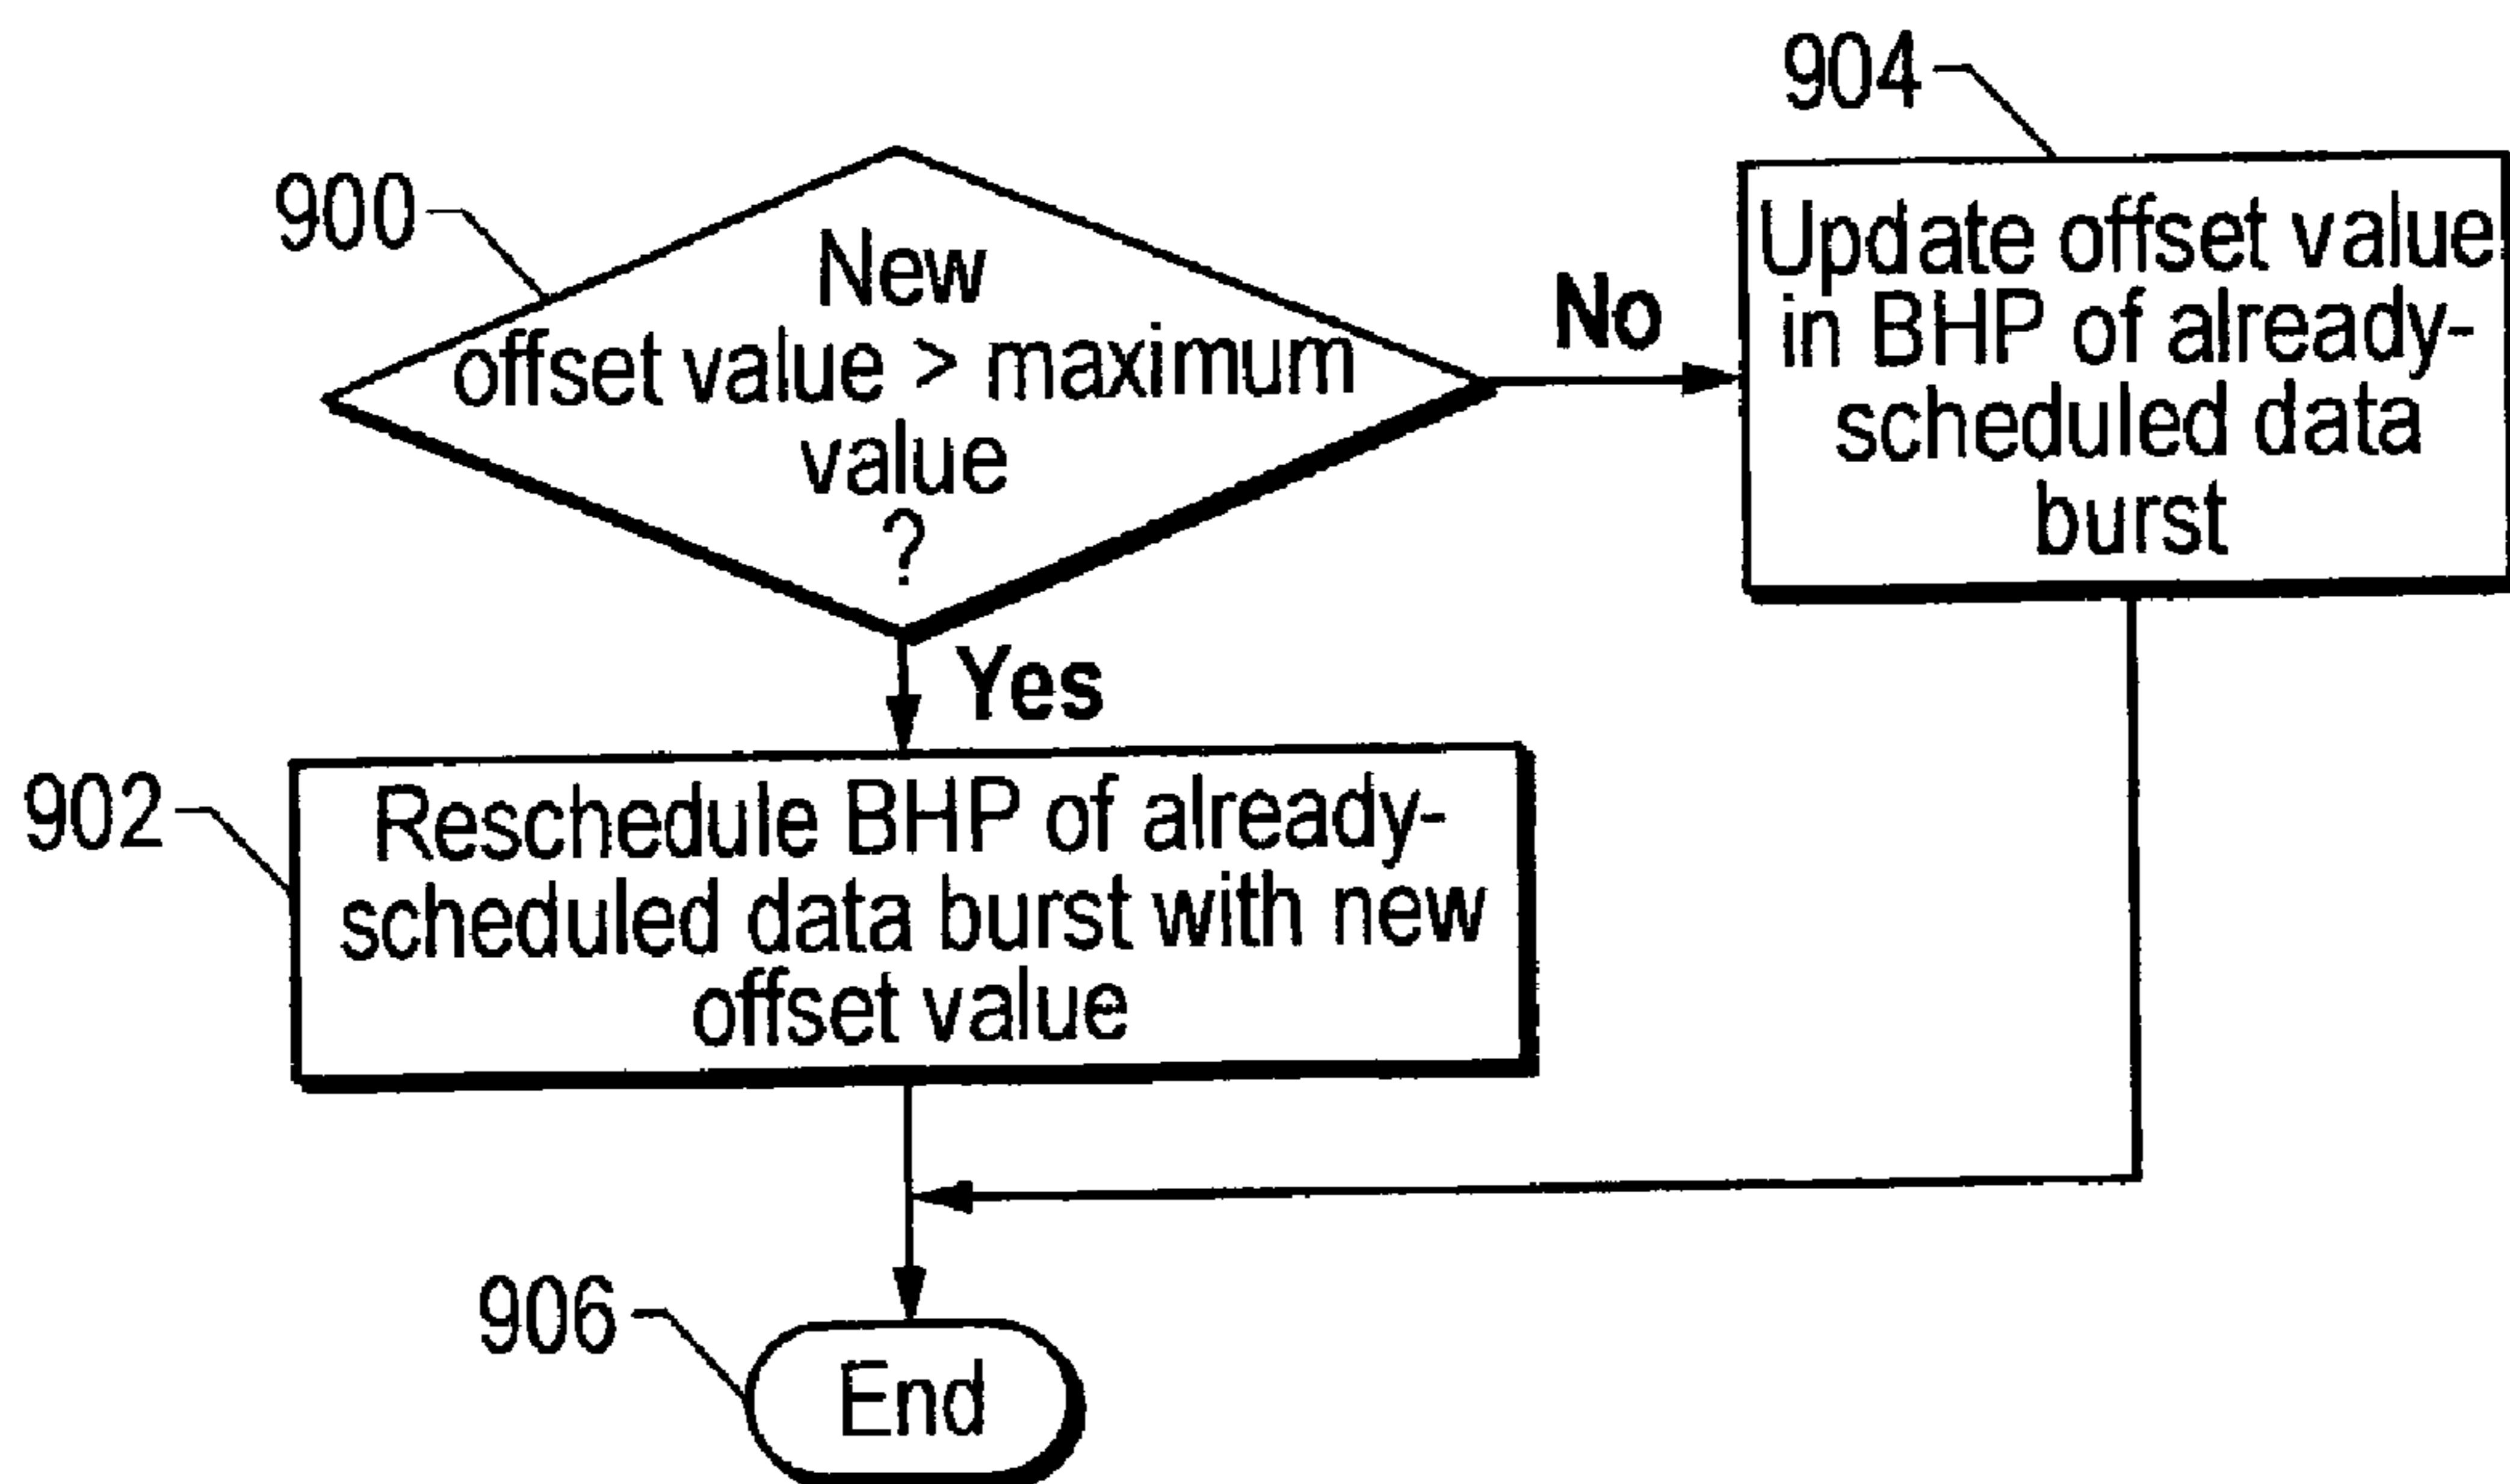 900
New
offset value > maximum
value
?
No
904
Update offset value
in BHP of already-
scheduled data
burst
Yes
902
Reschedule BHP of already-
scheduled data burst with new
offset value
906
End